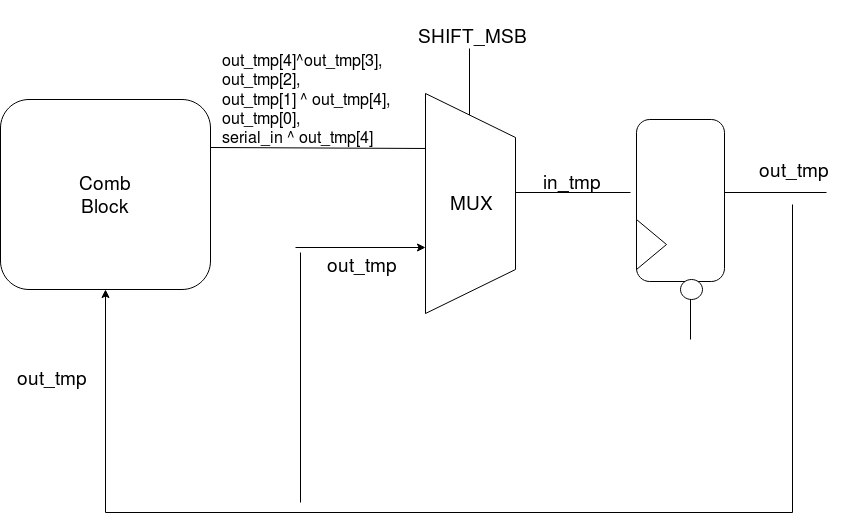 SHIFT_MSB
out_tmp[4]^out_tmp[3],
out_tmp[2],
out_tmp[1] ^ out_tmp[4],
out_tmp[0],
serial_in ^ out_tmp[4]
Comb
Block
MUX
in_tmp
out_tmp
out_tmp
out_tmp